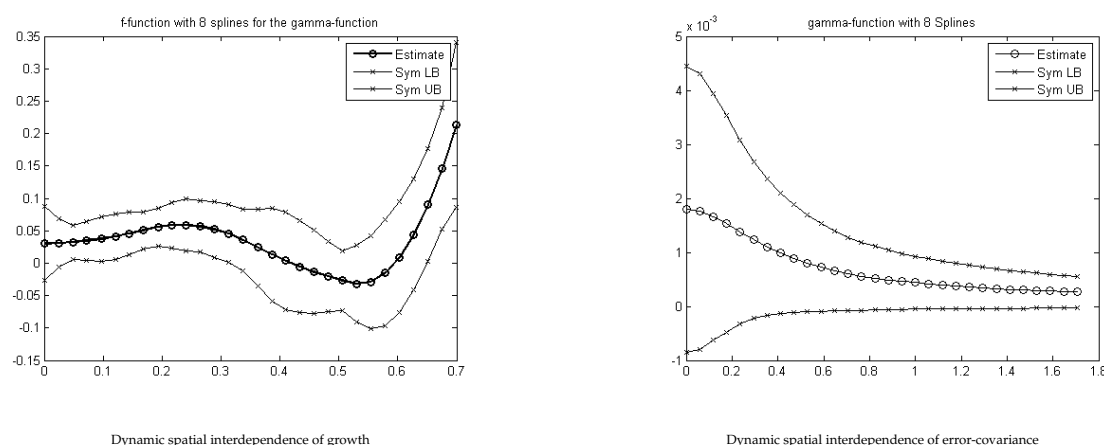 f-function with 8 splines for the gamma-function
0.35
0.3
0.25
0.2
0.15
0.1
0.05
0
-0.05
-0.1
-0.15
0 0.1 0.2 0.3 0.4 0.5 0.6 0.7
Estimate
Sym LB
Sym UB
Dynamic spatial interdependence of growth
gamma-function with 8 Splines
x 10⁻³
5
4
3
2
1
0
-1
0 0.2 0.4 0.6 0.8 1 1.2 1.4 1.6 1.8
Estimate
Sym LB
Sym UB
Dynamic spatial interdependence of error-covariance